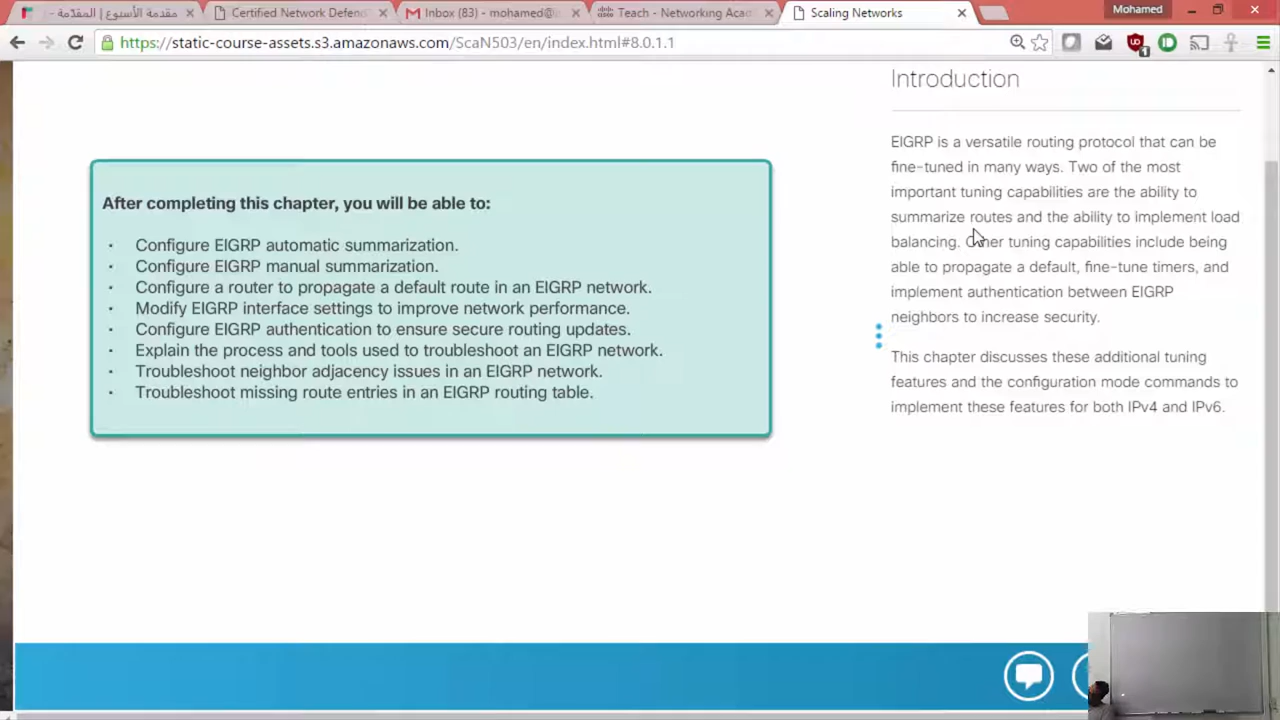 مقدمة الأسبوع | المقدّمة -
Certified Network Defend
Inbox (83) - mohamed@
Teach - Networking Acad
Scaling Networks
Mohamed
https://static-course-assets.s3.amazonaws.com/ScaN503/en/index.html#8.0.1.1
1
After completing this chapter, you will be able to:
· Configure EIGRP automatic summarization.
· Configure EIGRP manual summarization.
· Configure a router to propagate a default route in an EIGRP network.
· Modify EIGRP interface settings to improve network performance.
· Configure EIGRP authentication to ensure secure routing updates.
· Explain the process and tools used to troubleshoot an EIGRP network.
· Troubleshoot neighbor adjacency issues in an EIGRP network.
· Troubleshoot missing route entries in an EIGRP routing table.
Introduction
EIGRP is a versatile routing protocol that can be
fine-tuned in many ways. Two of the most
important tuning capabilities are the ability to
summarize routes and the ability to implement load
balancing. Other tuning capabilities include being
able to propagate a default, fine-tune timers, and
implement authentication between EIGRP
neighbors to increase security.
This chapter discusses these additional tuning
features and the configuration mode commands to
implement these features for both IPv4 and IPv6.